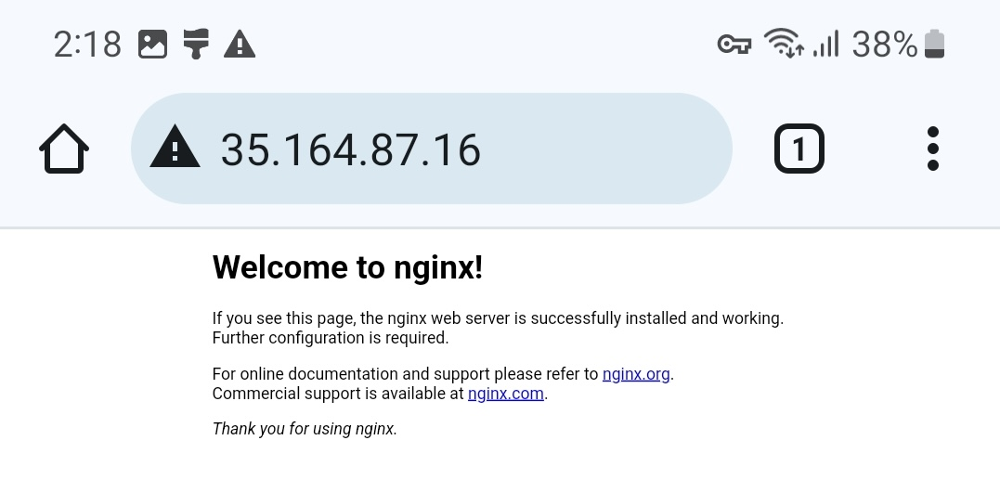 2:18 38%
35.164.87.16 1
Welcome to nginx!
If you see this page, the nginx web server is successfully installed and working.
Further configuration is required.
For online documentation and support please refer to nginx.org.
Commercial support is available at nginx.com.
Thank you for using nginx.